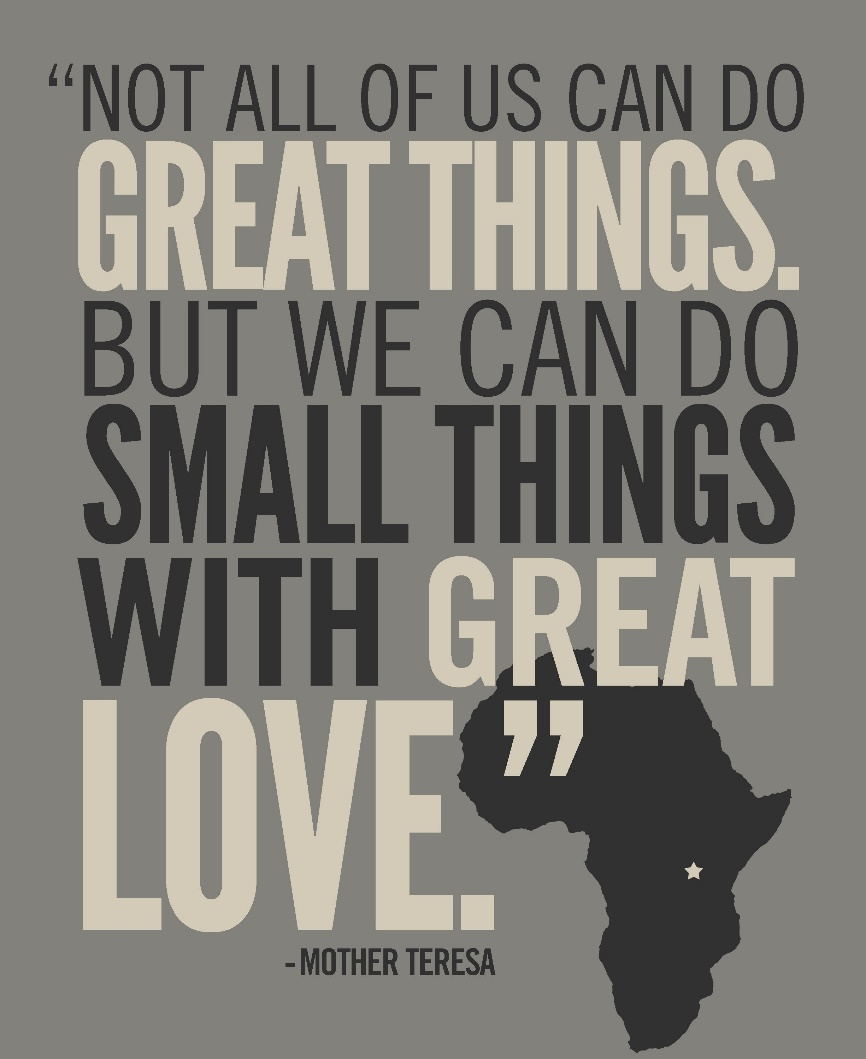 “NOT ALL OF US CAN DO
GREAT THINGS.
BUT WE CAN DO
SMALL THINGS
WITH GREAT
LOVE.”
-MOTHER TERESA